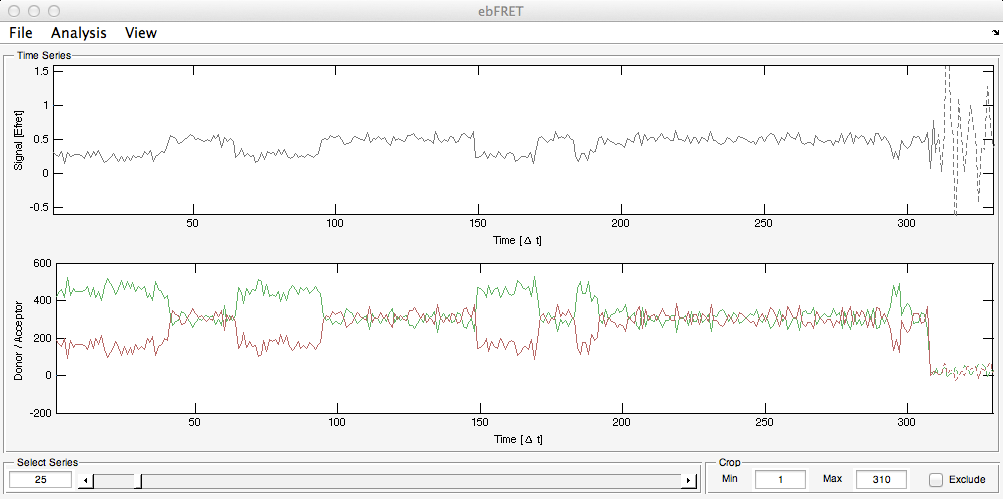 ebFRET
File Analysis View
Time Series
1.5
1
0.5
0
-0.5
Signal [Efret]
50 100 150 200 250 300
Time [ Δ t]
600
400
200
0
-200
Donor / Acceptor
50 100 150 200 250 300
Time [ Δ t]
Select Series
25
Crop
Min 1 Max 310 Exclude